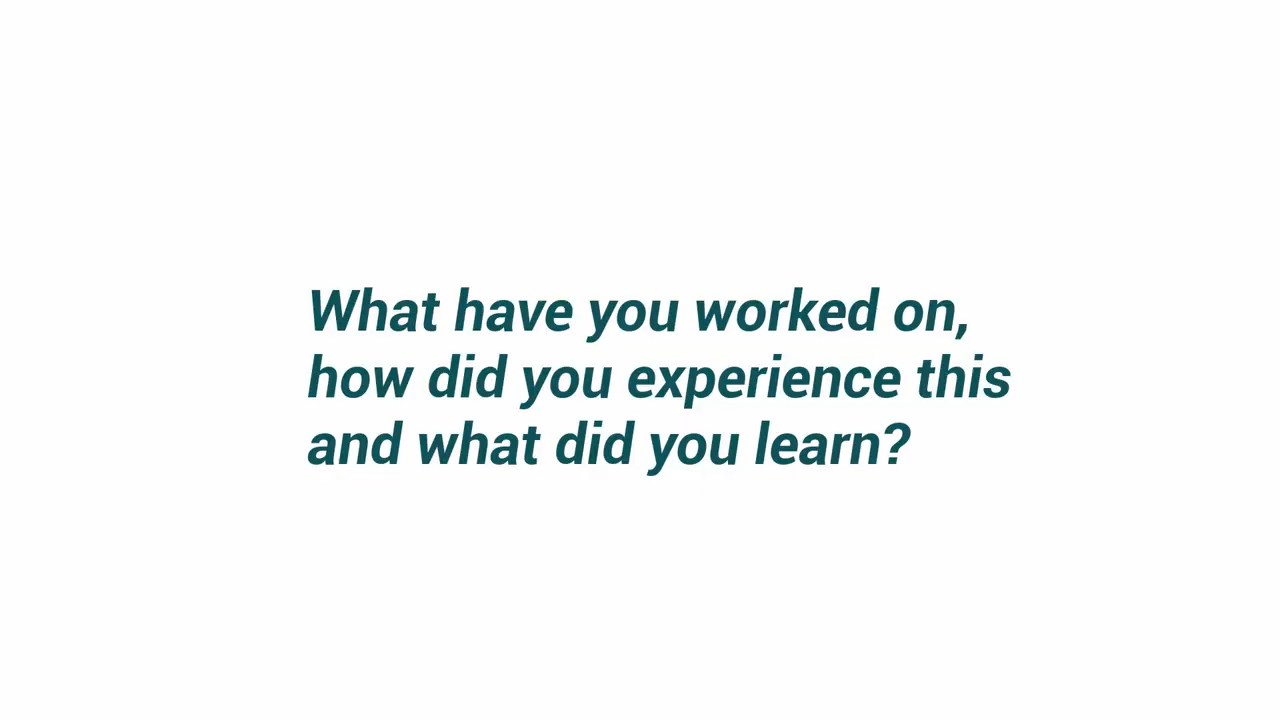 What have you worked on,
how did you experience this
and what did you learn?